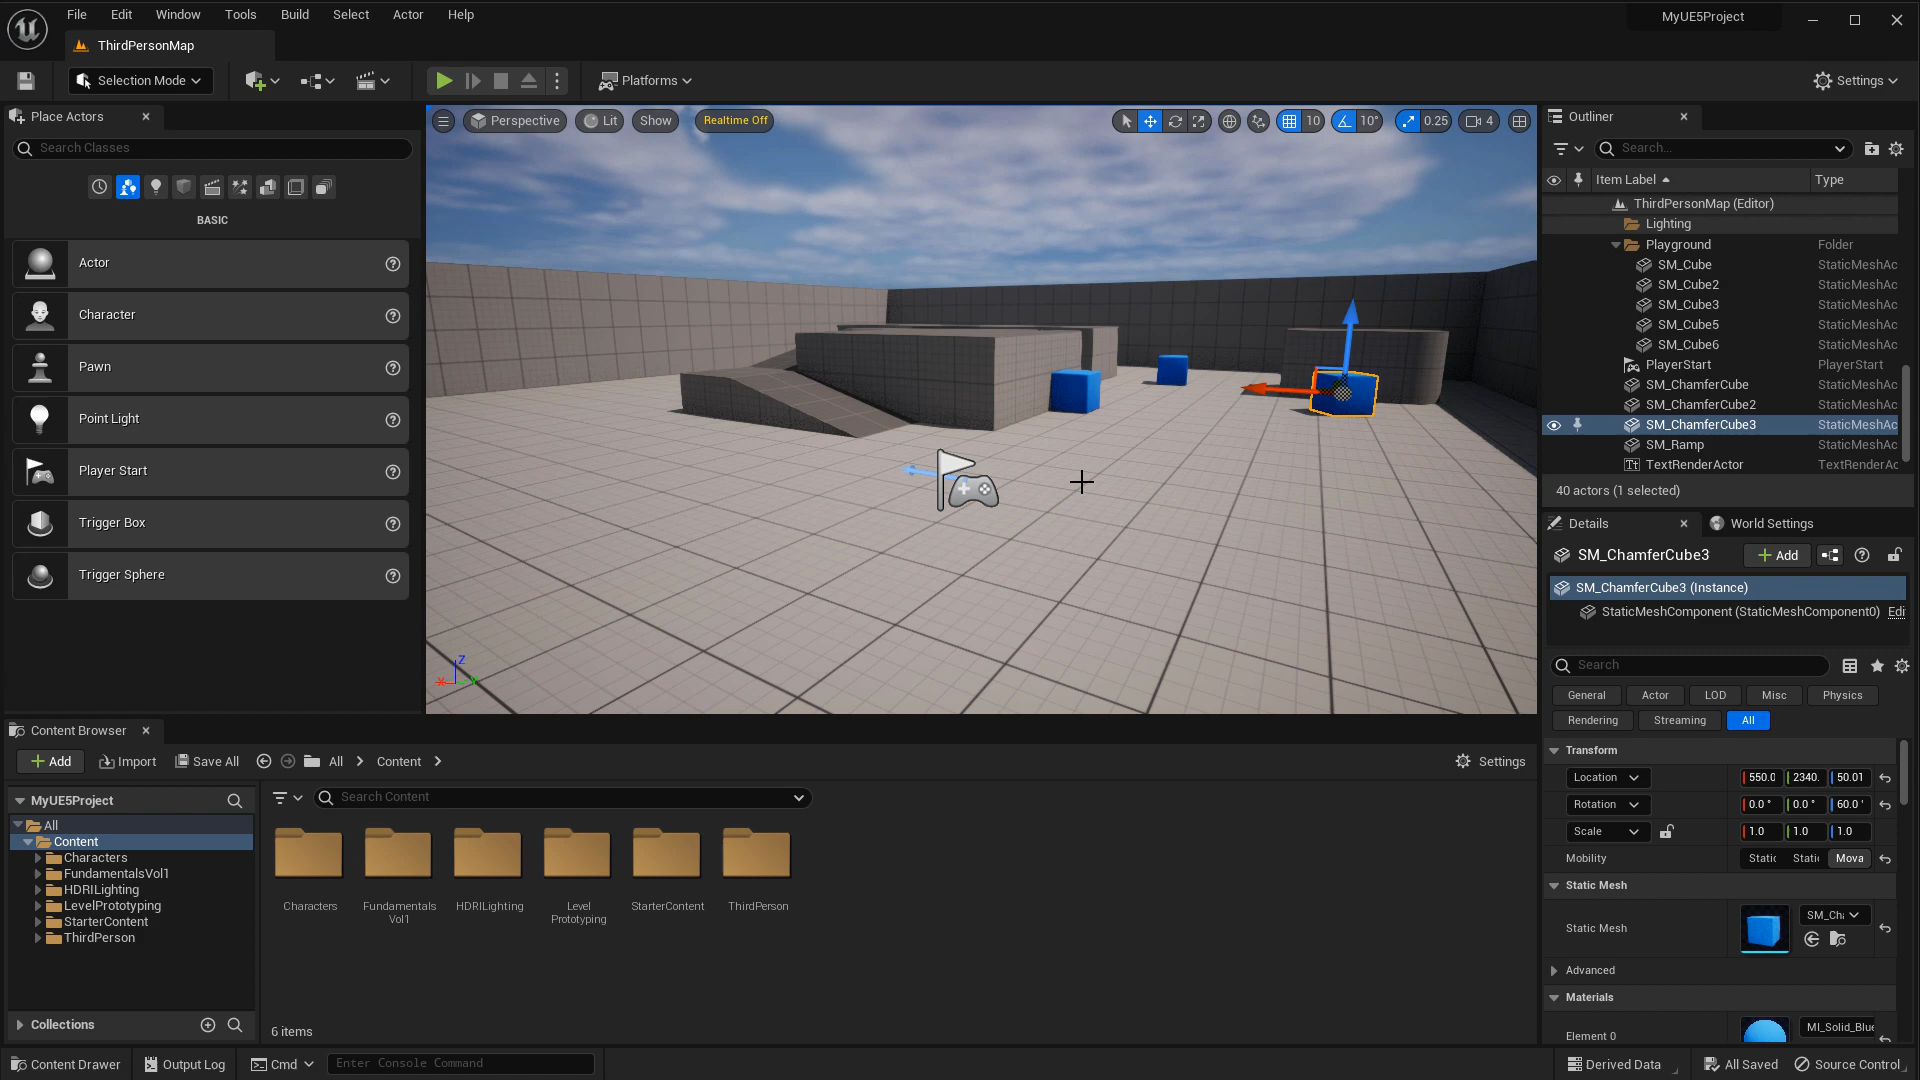 File Edit Window Tools Build Select Actor Help
MyUE5Project
ThirdPersonMap
Selection Mode
Platforms
Settings
Place Actors
Search Classes
BASIC
Actor
Character
Pawn
Point Light
Player Start
Trigger Box
Trigger Sphere
Perspective Lit Show Realtime Off 10 10° 0.25 4
Z
X Y
Outliner
Search...
Item Label Type
ThirdPersonMap (Editor)
Lighting
Playground Folder
SM_Cube StaticMeshAc
SM_Cube2 StaticMeshAc
SM_Cube3 StaticMeshAc
SM_Cube5 StaticMeshAc
SM_Cube6 StaticMeshAc
PlayerStart PlayerStart
SM_ChamferCube StaticMeshAc
SM_ChamferCube2 StaticMeshAc
SM_ChamferCube3 StaticMeshAc
SM_Ramp StaticMeshAc
Tt TextRenderActor TextRenderAc
40 actors (1 selected)
Details World Settings
SM_ChamferCube3 Add
SM_ChamferCube3 (Instance)
StaticMeshComponent (StaticMeshComponent0) Edi
Search
General Actor LOD Misc Physics
Rendering Streaming All
Transform
Location 550.0 2340. 50.01
Rotation 0.0 ° 0.0 ° 60.0 °
Scale 1.0 1.0 1.0
Mobility Static Static Mova
Static Mesh
Static Mesh SM_Cha
Advanced
Materials
Element 0 MI_Solid_Blue
Content Browser
Add Import Save All All Content Settings
MyUE5Project
All
Content
Characters
FundamentalsVol1
HDRILighting
LevelPrototyping
StarterContent
ThirdPerson
Collections
Search Content
Characters
Fundamentals
Vol1
HDRILighting
Level
Prototyping
StarterContent
ThirdPerson
6 items
Content Drawer Output Log Cmd Enter Console Command Derived Data All Saved Source Control